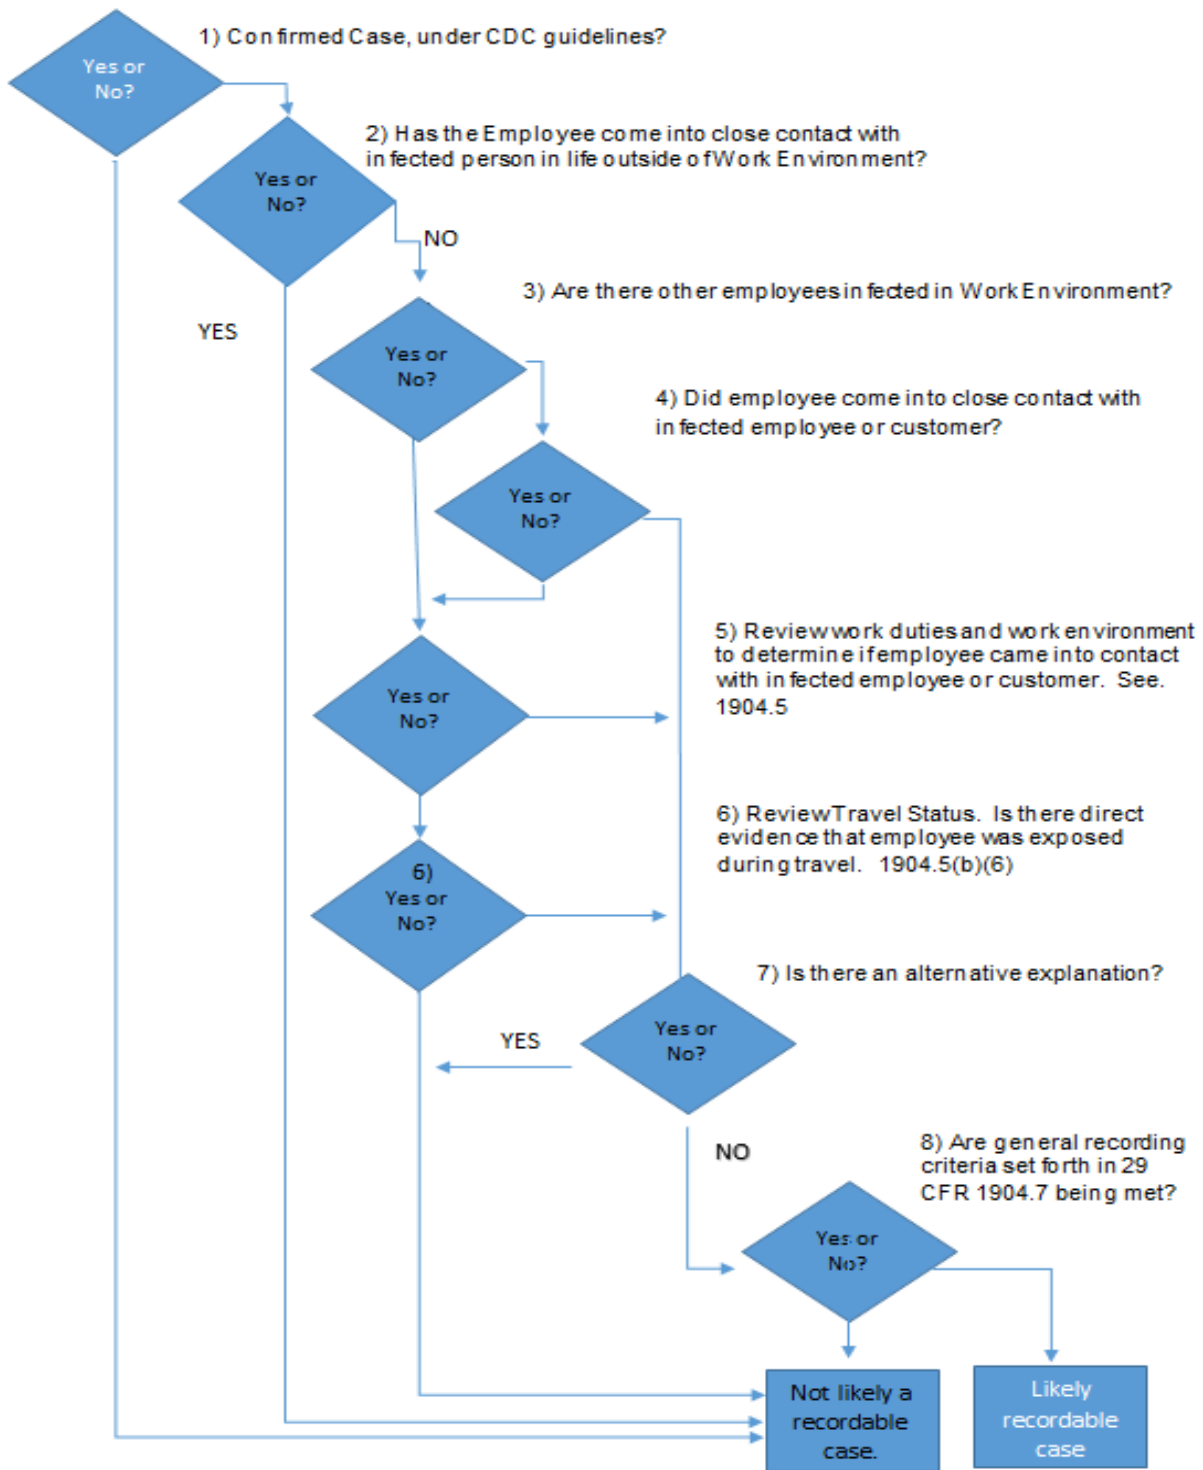 1) Confirmed Case, under CDC guidelines?
Yes or
No?
2) Has the Employee come into close contact with
infected person in life outside of Work Environment?
Yes or
No?
NO
YES
3) Are there other employees infected in Work Environment?
Yes or
No?
4) Did employee come into close contact with
infected employee or customer?
Yes or
No?
5) Review work duties and work environment
to determine if employee came into contact
with infected employee or customer. See.
1904.5
Yes or
No?
6) Review Travel Status. Is there direct
evidence that employee was exposed
during travel. 1904.5(b)(6)
6)
Yes or
No?
7) Is there an alternative explanation?
Yes or
No?
YES
NO
8) Are general recording
criteria set forth in 29
CFR 1904.7 being met?
Yes or
No?
Not likely a
recordable
case.
Likely
recordable
case